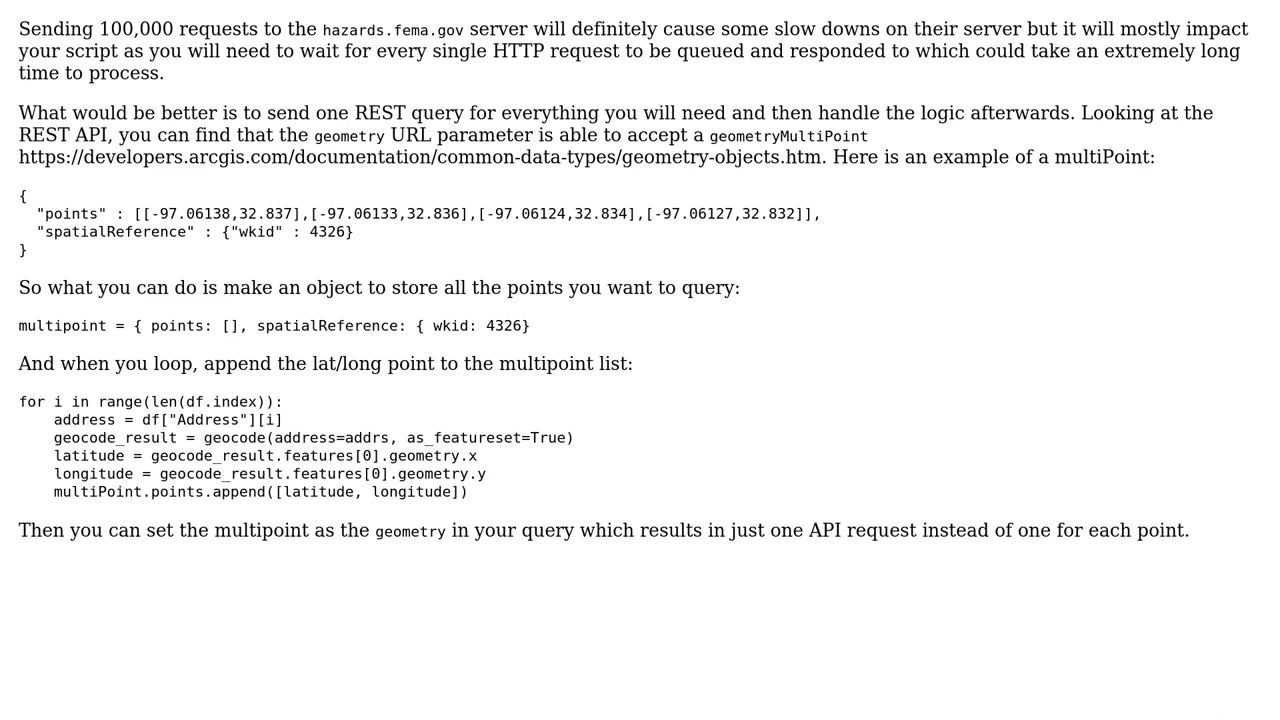 Sending 100,000 requests to the hazards.fema.gov server will definitely cause some slow downs on their server but it will mostly impact
your script as you will need to wait for every single HTTP request to be queued and responded to which could take an extremely long
time to process.
What would be better is to send one REST query for everything you will need and then handle the logic afterwards. Looking at the
REST API, you can find that the geometry URL parameter is able to accept a geometryMultiPoint
https://developers.arcgis.com/documentation/common-data-types/geometry-objects.htm. Here is an example of a multiPoint:
{
  "points" : [[-97.06138,32.837],[-97.06133,32.836],[-97.06124,32.834],[-97.06127,32.832]],
  "spatialReference" : {"wkid" : 4326}
}
So what you can do is make an object to store all the points you want to query:
multipoint = { points: [], spatialReference: { wkid: 4326}
And when you loop, append the lat/long point to the multipoint list:
for i in range(len(df.index)):
    address = df["Address"][i]
    geocode_result = geocode(address=addrs, as_featureset=True)
    latitude = geocode_result.features[0].geometry.x
    longitude = geocode_result.features[0].geometry.y
    multiPoint.points.append([latitude, longitude])
Then you can set the multipoint as the geometry in your query which results in just one API request instead of one for each point.